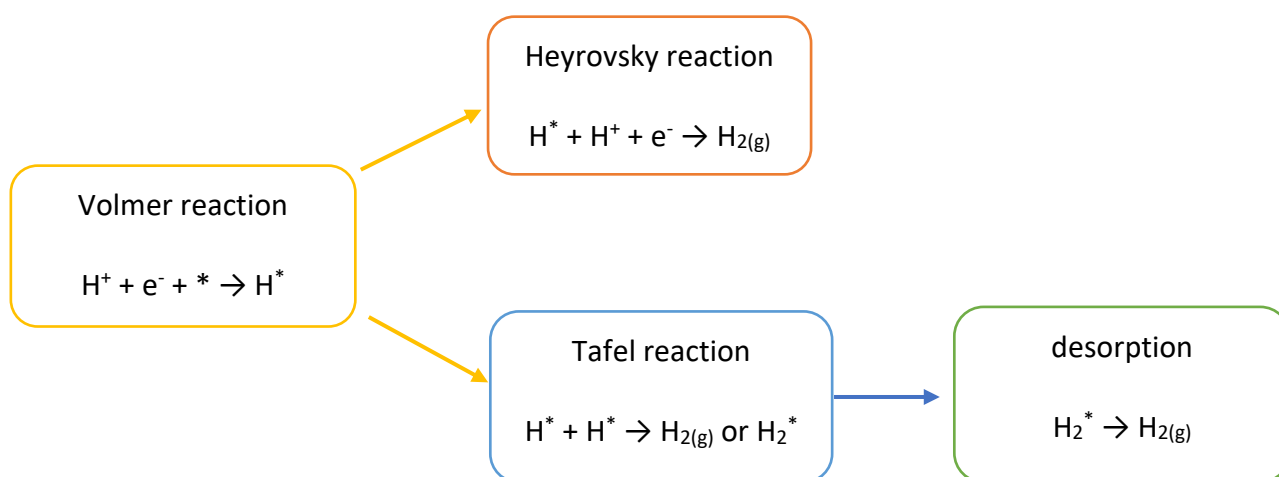 Heyrovsky reaction
H* + H⁺ + e⁻ → H₂₍g₎
Volmer reaction
H⁺ + e⁻ + * → H*
Tafel reaction
H* + H* → H₂₍g₎ or H₂*
desorption
H₂* → H₂₍g₎